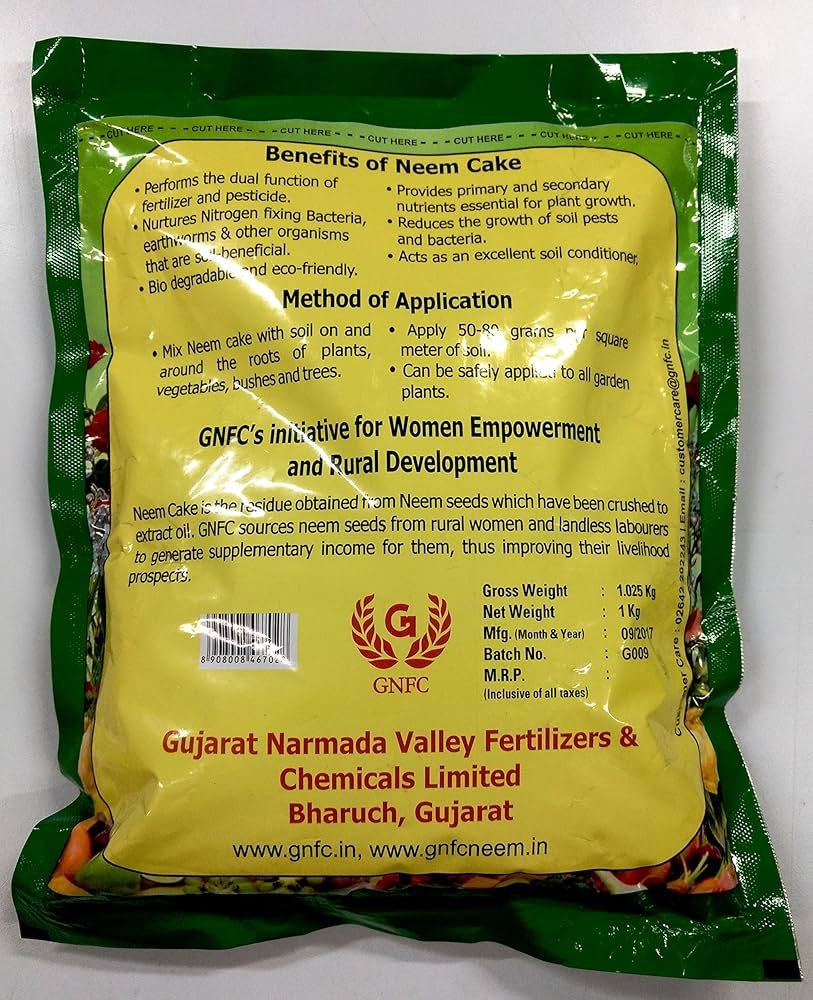 - - - CUT HERE - - - CUT HERE - - - CUT HERE - - - CUT HERE - - - CUT HERE - - - CUT HERE - - - CUT HERE - - -
Benefits of Neem Cake
• Performs the dual function of
fertilizer and pesticide.
• Nurtures Nitrogen fixing Bacteria,
earthworms & other organisms
that are soil-beneficial.
• Bio degradable and eco-friendly.
• Provides primary and secondary
nutrients essential for plant growth.
• Reduces the growth of soil pests
and bacteria.
• Acts as an excellent soil conditioner.
Method of Application
• Mix Neem cake with soil on and
around the roots of plants,
vegetables, bushes and trees.
• Apply 50-80 grams per square
meter of soil.
• Can be safely applied to all garden
plants.
GNFC's initiative for Women Empowerment
and Rural Development
Neem Cake is the residue obtained from Neem seeds which have been crushed to
extract oil. GNFC sources neem seeds from rural women and landless labourers
to generate supplementary income for them, thus improving their livelihood
prospects.
8 908008 46702
G
GNFC
Gross Weight : 1.025 Kg
Net Weight : 1 Kg
Mfg. (Month & Year) : 09/2017
Batch No. : G009
M.R.P. :
(Inclusive of all taxes)
Gujarat Narmada Valley Fertilizers &
Chemicals Limited
Bharuch, Gujarat
www.gnfc.in, www.gnfcneem.in
Customer Care : 02642 202243 | Email : customercare@gnfc.in